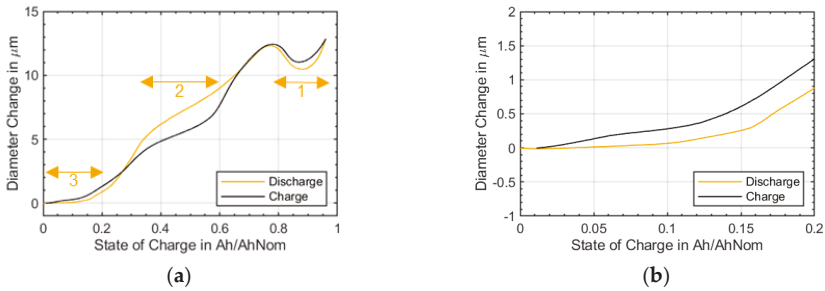 15
10
5
0
Diameter Change in µm
1
2
3
Discharge
Charge
0 0.2 0.4 0.6 0.8 1
State of Charge in Ah/AhNom
(a)
2
1.5
1
0.5
0
-0.5
-1
Diameter Change in µm
Discharge
Charge
0 0.05 0.1 0.15 0.2
State of Charge in Ah/AhNom
(b)